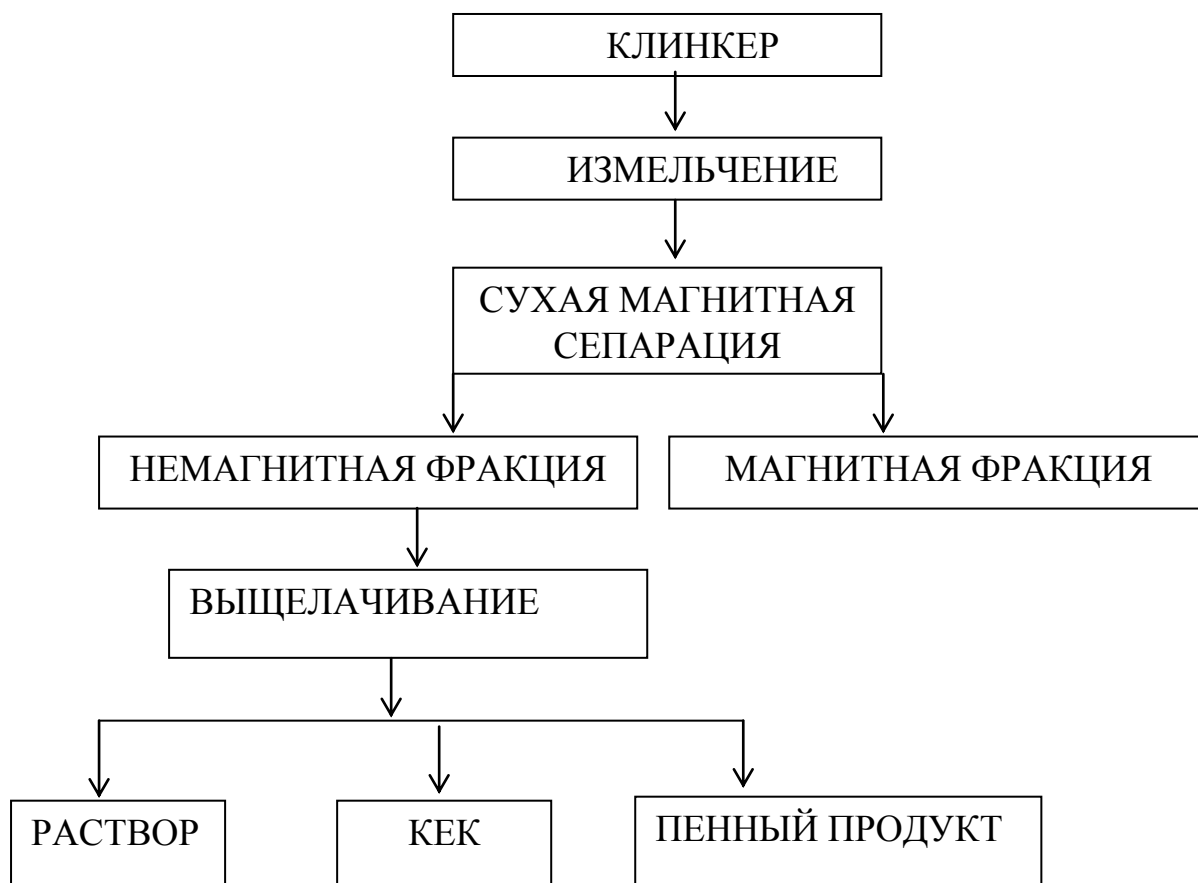 КЛИНКЕР
ИЗМЕЛЬЧЕНИЕ
СУХАЯ МАГНИТНАЯ
СЕПАРАЦИЯ
НЕМАГНИТНАЯ ФРАКЦИЯ
МАГНИТНАЯ ФРАКЦИЯ
ВЫЩЕЛАЧИВАНИЕ
РАСТВОР
КЕК
ПЕННЫЙ ПРОДУКТ